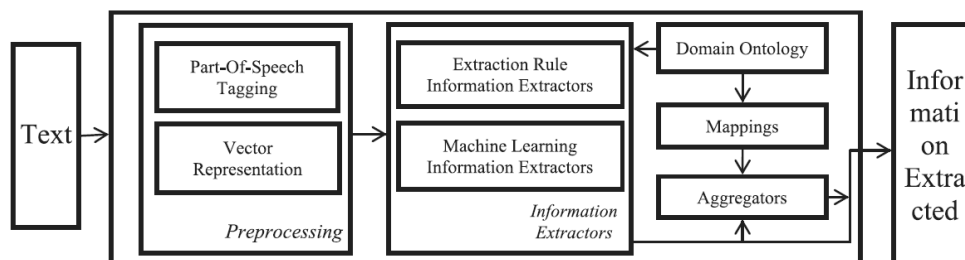 Text
Part-Of-Speech
Tagging
Vector
Representation
Preprocessing
Extraction Rule
Information Extractors
Machine Learning
Information Extractors
Information
Extractors
Domain Ontology
Mappings
Aggregators
Infor
mati
on
Extra
cted